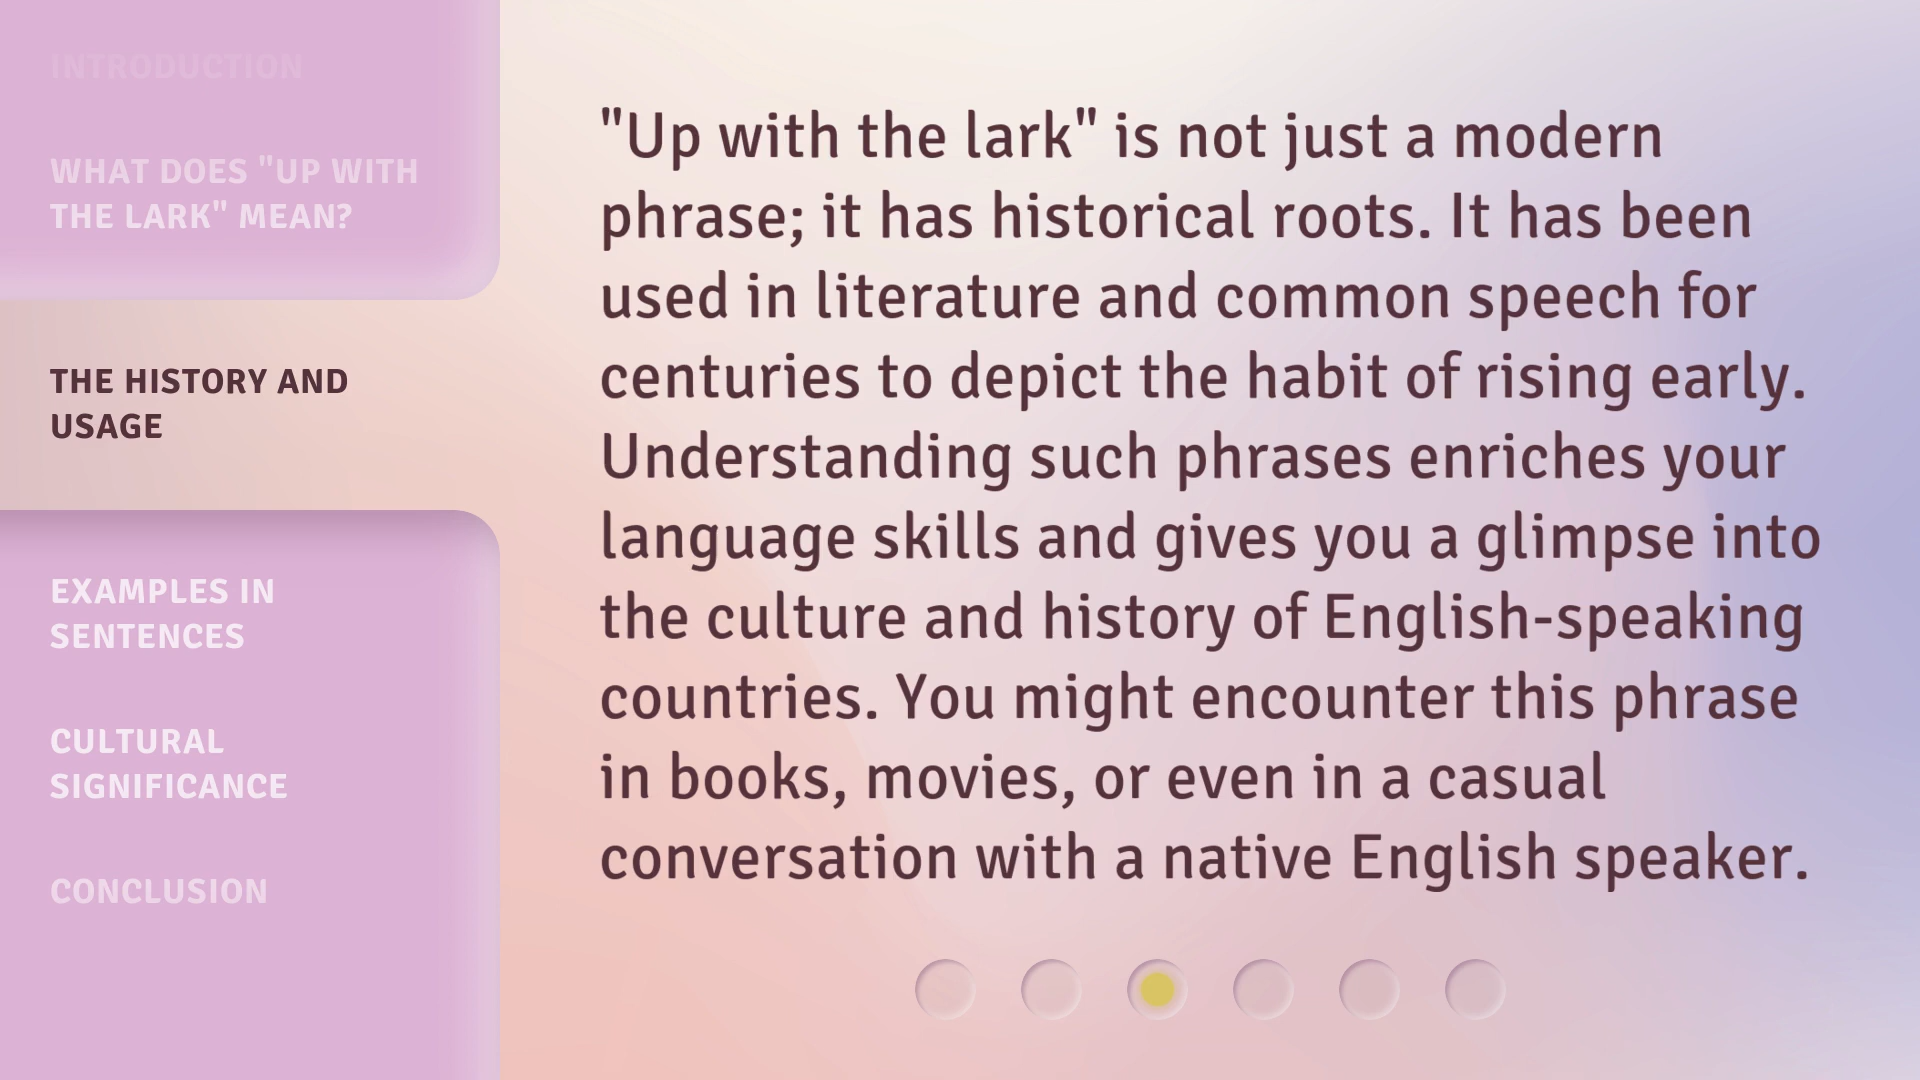 INTRODUCTION
WHAT DOES "UP WITH
THE LARK" MEAN?
THE HISTORY AND
USAGE
EXAMPLES IN
SENTENCES
CULTURAL
SIGNIFICANCE
CONCLUSION
"Up with the lark" is not just a modern
phrase; it has historical roots. It has been
used in literature and common speech for
centuries to depict the habit of rising early.
Understanding such phrases enriches your
language skills and gives you a glimpse into
the culture and history of English-speaking
countries. You might encounter this phrase
in books, movies, or even in a casual
conversation with a native English speaker.